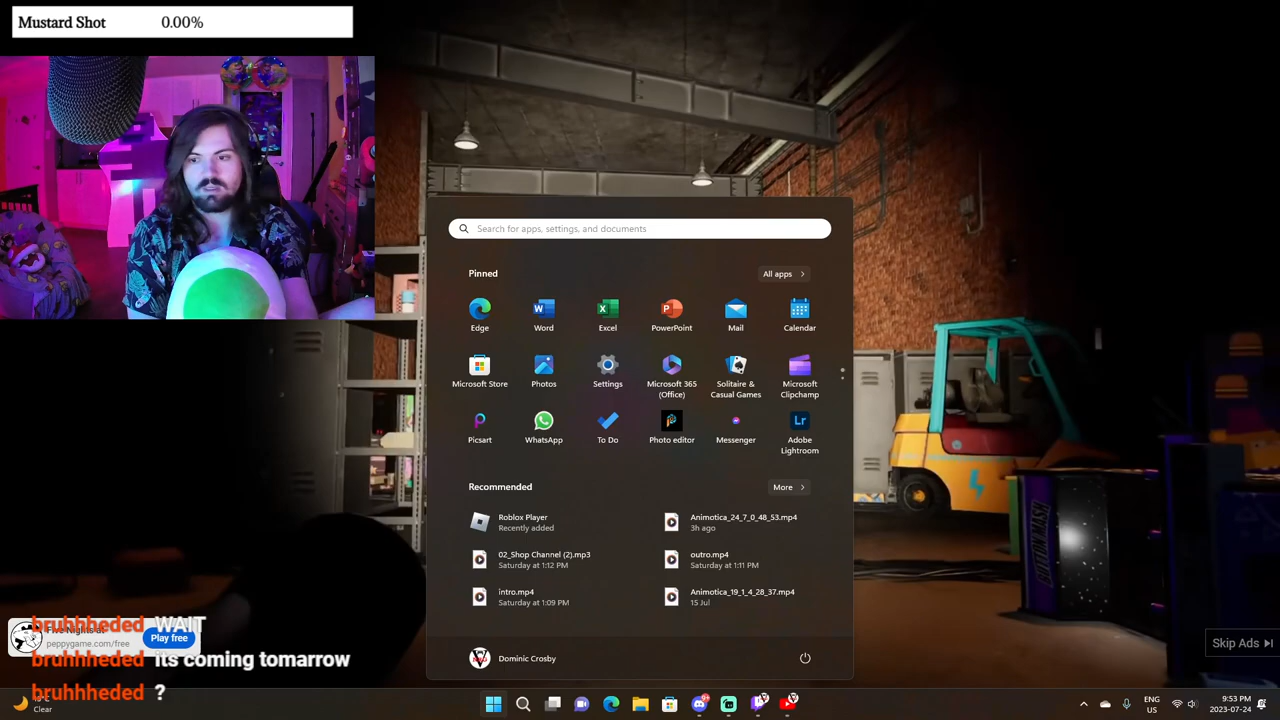 Mustard Shot 0.00%
Search for apps, settings, and documents
Pinned
All apps
Edge
Word
Excel
PowerPoint
Mail
Calendar
Microsoft Store
Photos
Settings
Microsoft 365 (Office)
Solitaire & Casual Games
Microsoft Clipchamp
Picsart
WhatsApp
To Do
Photo editor
Messenger
Adobe Lightroom
Recommended
More
Roblox Player
Recently added
Animotica_24_7_0_48_53.mp4
3h ago
02_Shop Channel (2).mp3
Saturday at 1:12 PM
outro.mp4
Saturday at 1:11 PM
intro.mp4
Saturday at 1:09 PM
Animotica_19_1_4_28_37.mp4
15 Jul
Dominic Crosby
bruhhheded WAIT
peppygame.com/free
Play free
bruhhheded Its coming tomarrow
bruhhheded ?
Skip Ads
Clear
ENG
US
9:53 PM
2023-07-24